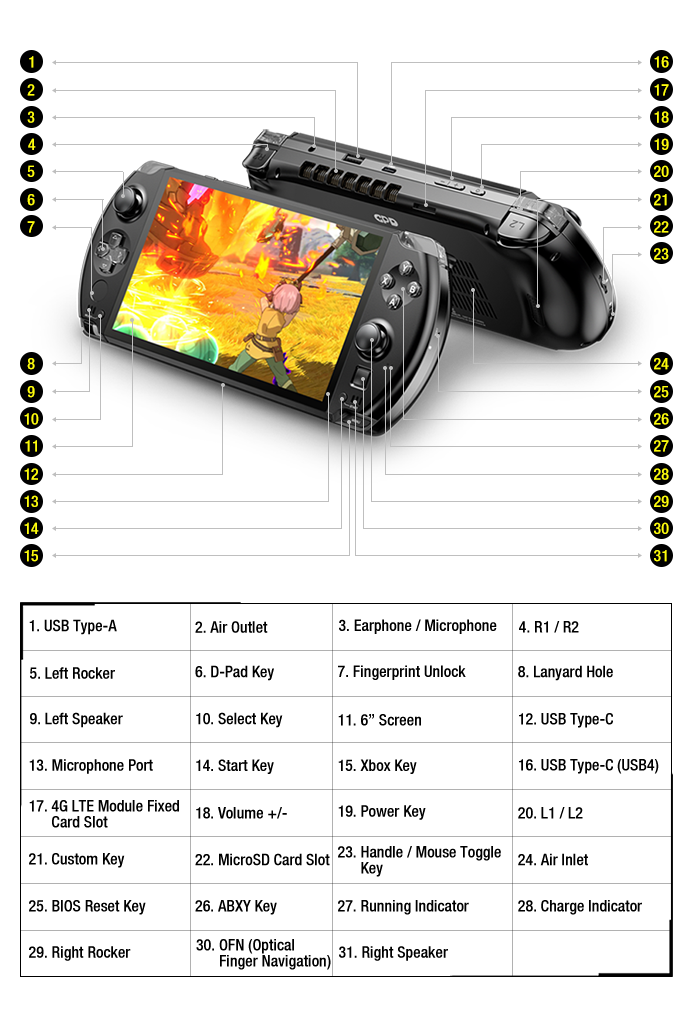 1
2
3
4
5
6
7
8
9
10
11
12
13
14
15
16
17
18
19
20
21
22
23
24
25
26
27
28
29
30
31
L2
GPD
X
Y
B
A
1. USB Type-A
2. Air Outlet
3. Earphone / Microphone
4. R1 / R2
5. Left Rocker
6. D-Pad Key
7. Fingerprint Unlock
8. Lanyard Hole
9. Left Speaker
10. Select Key
11. 6” Screen
12. USB Type-C
13. Microphone Port
14. Start Key
15. Xbox Key
16. USB Type-C (USB4)
17. 4G LTE Module Fixed
Card Slot
18. Volume +/-
19. Power Key
20. L1 / L2
21. Custom Key
22. MicroSD Card Slot
23. Handle / Mouse Toggle
Key
24. Air Inlet
25. BIOS Reset Key
26. ABXY Key
27. Running Indicator
28. Charge Indicator
29. Right Rocker
30. OFN (Optical
Finger Navigation)
31. Right Speaker